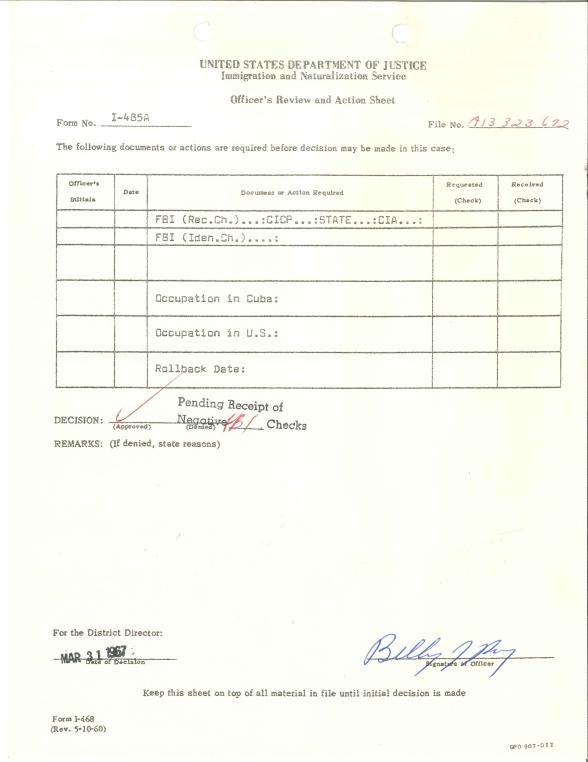 UNITED STATES DEPARTMENT OF JUSTICE
Immigration and Naturalization Service
Officer's Review and Action Sheet
Form No. I-485A
File No. A13 323 672
The following documents or actions are required before decision may be made in this case:
Officer's Initials Date Document or Action Required Requested (Check) Received (Check)
FBI (Rec.Ch.)...:CICP...:STATE...:CIA...:
FBI (Iden.Ch.)....:
Occupation in Cuba:
Occupation in U.S.:
Rollback Date:
Pending Receipt of
DECISION: Negative FBI Checks
(Approved) (Denied)
REMARKS: (If denied, state reasons)
For the District Director:
MAR 31 1967
Date of Decision
Billy
Signature of Officer
Keep this sheet on top of all material in file until initial decision is made
Form I-468
(Rev. 5-10-60)
GPO 907-012